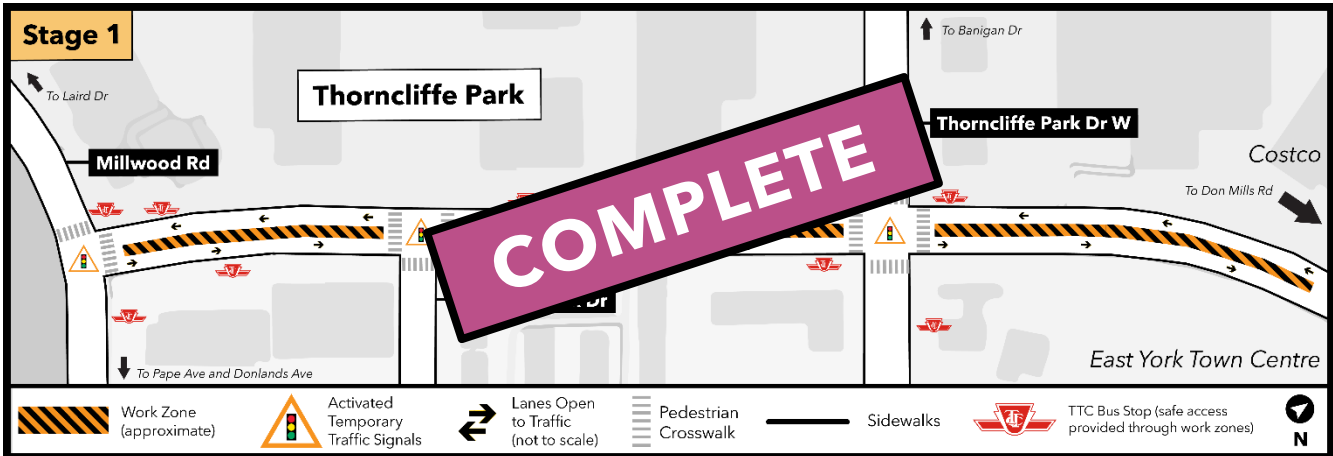 Stage 1
To Banigan Dr
Thorncliffe Park
To Laird Dr
Thorncliffe Park Dr W
COMPLETE
Millwood Rd
Costco
To Don Mills Rd
Dr
To Pape Ave and Donlands Ave
East York Town Centre
Work Zone
(approximate)
Activated
Temporary
Traffic Signals
Lanes Open
to Traffic
(not to scale)
Pedestrian
Crosswalk
Sidewalks
TTC Bus Stop (safe access
provided through work zones)
N